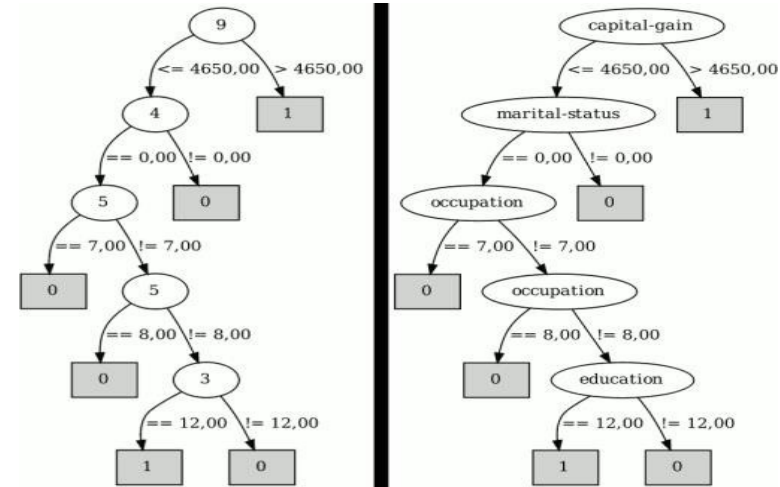 9
<= 4650,00 > 4650,00
4
1
== 0,00 != 0,00
5
0
== 7,00 != 7,00
0
5
== 8,00 != 8,00
0
3
== 12,00 != 12,00
1
0
capital-gain
<= 4650,00 > 4650,00
marital-status
1
== 0,00 != 0,00
occupation
0
== 7,00 != 7,00
0
occupation
== 8,00 != 8,00
0
education
== 12,00 != 12,00
1
0